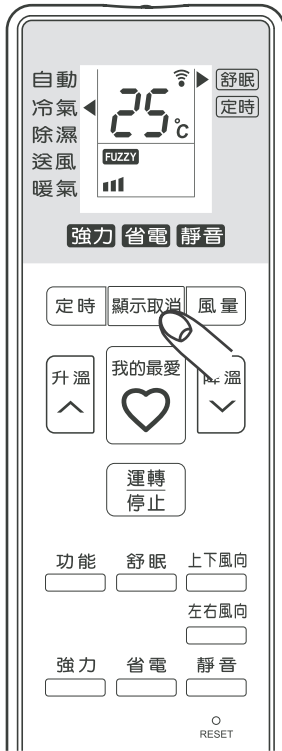 自動
冷氣
除濕
送風
暖氣
25℃
FUZZY
舒眠
定時
強力 省電 靜音
定時 顯示取消 風量
升溫 我的最愛 降溫
運轉
停止
功能 舒眠 上下風向
左右風向
強力 省電 靜音
RESET